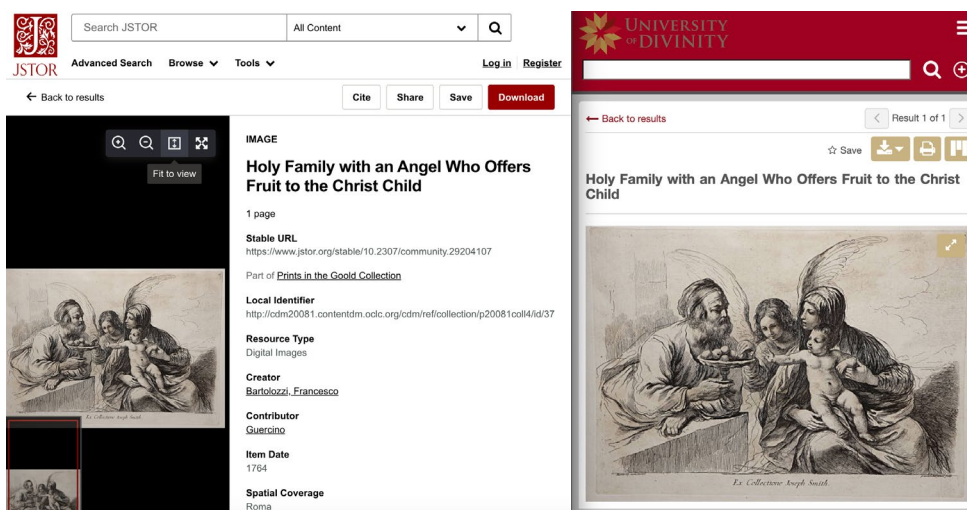 Search JSTOR
All Content
JSTOR
Advanced Search
Browse
Tools
Log in
Register
Back to results
Cite
Share
Save
Download
Fit to view
Ex Collectione Joseph Smith
IMAGE
Holy Family with an Angel Who Offers
Fruit to the Christ Child
1 page
Stable URL
https://www.jstor.org/stable/10.2307/community.29204107
Part of Prints in the Goold Collection
Local Identifier
http://cdm20081.contentdm.oclc.org/cdm/ref/collection/p20081coll4/id/37
Resource Type
Digital Images
Creator
Bartolozzi, Francesco
Contributor
Guercino
Item Date
1764
Spatial Coverage
Roma
UNIVERSITY
OF DIVINITY
Back to results
Result 1 of 1
Save
Holy Family with an Angel Who Offers Fruit to the Christ
Child
Ex Collectione Joseph Smith